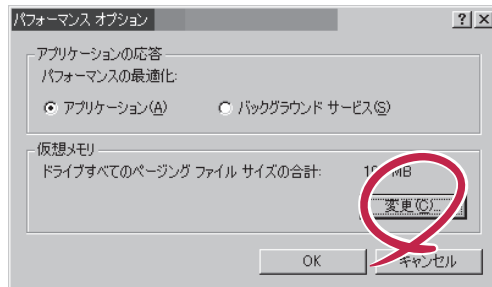 パフォーマンス オプション
アプリケーションの応答
パフォーマンスの最適化:
アプリケーション(A)
バックグラウンド サービス(S)
仮想メモリ
ドライブすべてのページング ファイル サイズの合計: MB
変更(C)...
OK
キャンセル